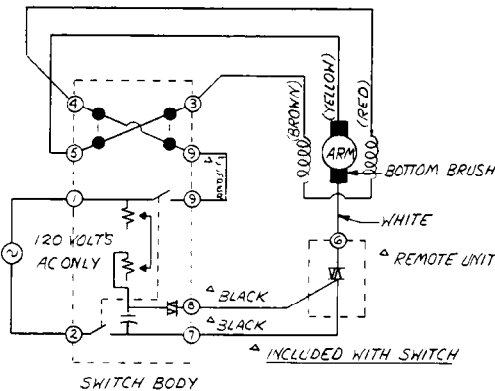 (BROWN)
(YELLOW)
(RED)
4
3
5
9
ARM
BOTTOM BRUSH
Δ
1
9
WHITE
120 VOLTS
AC ONLY
6
Δ REMOTE UNIT
Δ BLACK
8
Δ BLACK
2
7
Δ INCLUDED WITH SWITCH
SWITCH BODY